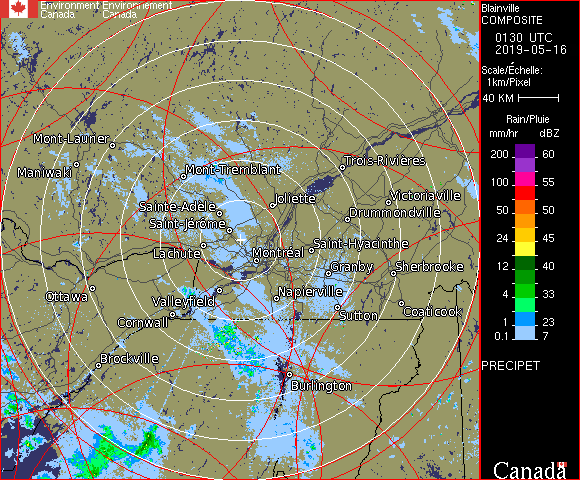 Environment Environnement
Canada Canada
Blainville
COMPOSITE
0130 UTC
2019-05-16
Scale/Échelle:
1km/Pixel
40 KM
Rain/Pluie
mm/hr dBZ
200 60
100 55
50 50
24 45
12 40
4 33
1 23
0.1 7
PRECIPET
Canada
Mont-Laurier
Maniwaki
Mont-Tremblant
Trois-Rivières
Sainte-Adèle
Joliette
Victoriaville
Drummondville
Saint-Jérôme
Lachute
Montréal
Saint-Hyacinthe
Granby
Sherbrooke
Ottawa
Valleyfield
Napierville
Cornwall
Sutton
Coaticook
Brockville
Burlington